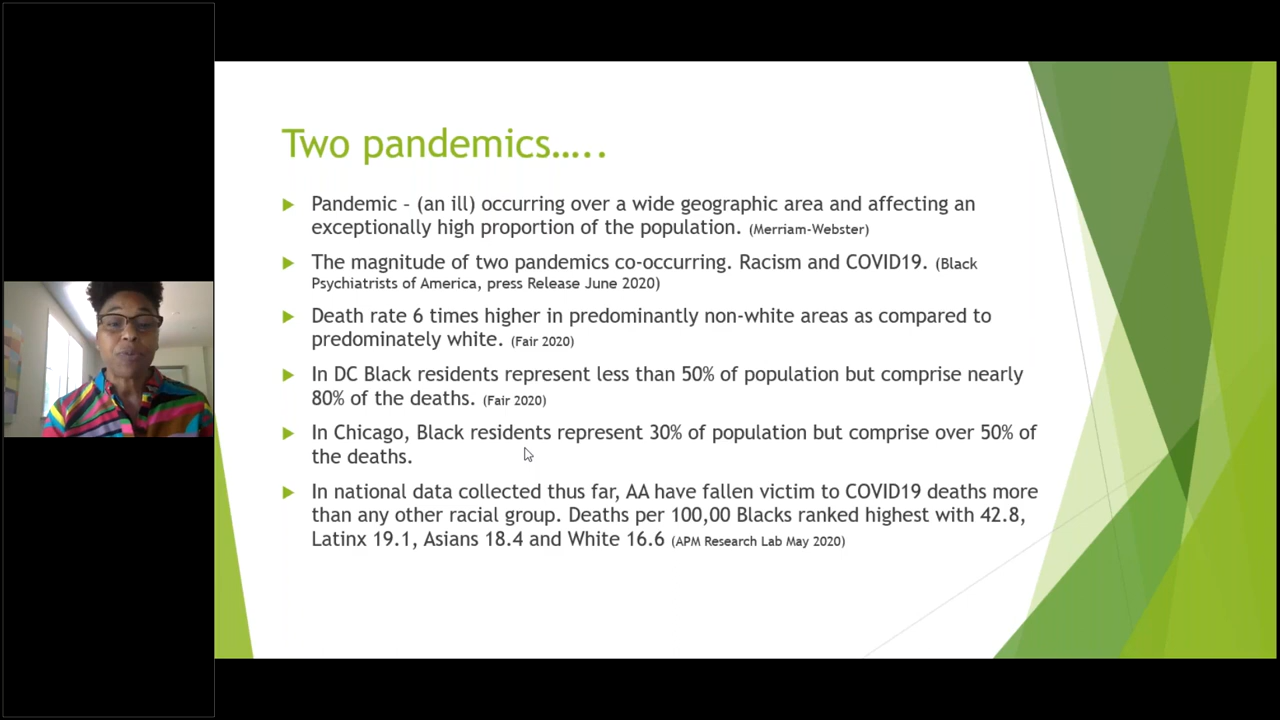 Two pandemics…..
Pandemic – (an ill) occurring over a wide geographic area and affecting an
exceptionally high proportion of the population. (Merriam-Webster)
The magnitude of two pandemics co-occurring. Racism and COVID19. (Black
Psychiatrists of America, press Release June 2020)
Death rate 6 times higher in predominantly non-white areas as compared to
predominately white. (Fair 2020)
In DC Black residents represent less than 50% of population but comprise nearly
80% of the deaths. (Fair 2020)
In Chicago, Black residents represent 30% of population but comprise over 50% of
the deaths.
In national data collected thus far, AA have fallen victim to COVID19 deaths more
than any other racial group. Deaths per 100,00 Blacks ranked highest with 42.8,
Latinx 19.1, Asians 18.4 and White 16.6 (APM Research Lab May 2020)